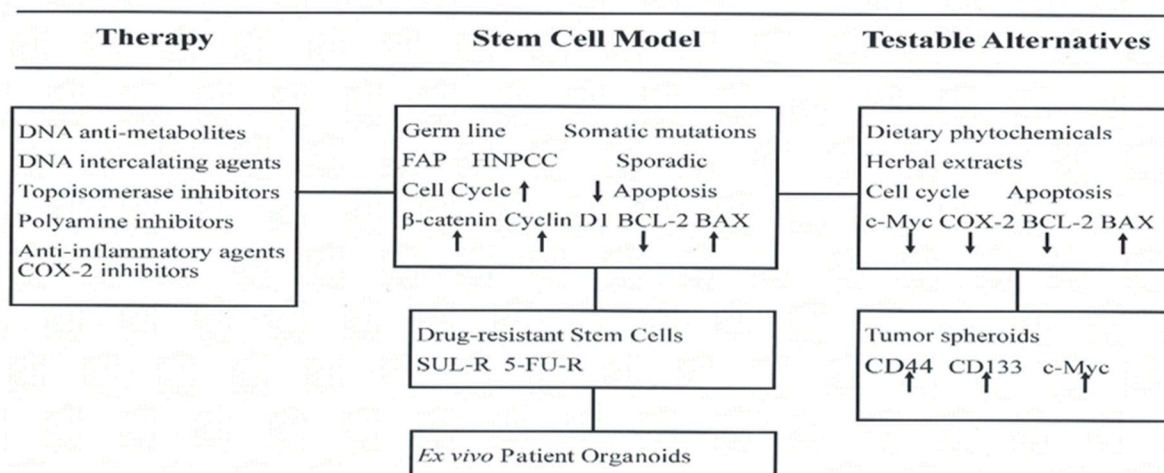 Therapy
Stem Cell Model
Testable Alternatives
DNA anti-metabolites
DNA intercalating agents
Topoisomerase inhibitors
Polyamine inhibitors
Anti-inflammatory agents
COX-2 inhibitors
Germ line Somatic mutations
FAP HNPCC Sporadic
Cell Cycle ↑ ↓ Apoptosis
β-catenin Cyclin D1 BCL-2 BAX
↑ ↑ ↓ ↑
Drug-resistant Stem Cells
SUL-R 5-FU-R
Ex vivo Patient Organoids
Dietary phytochemicals
Herbal extracts
Cell cycle Apoptosis
c-Myc COX-2 BCL-2 BAX
↓ ↓ ↓ ↑
Tumor spheroids
CD44 CD133 c-Myc
↑ ↑ ↑